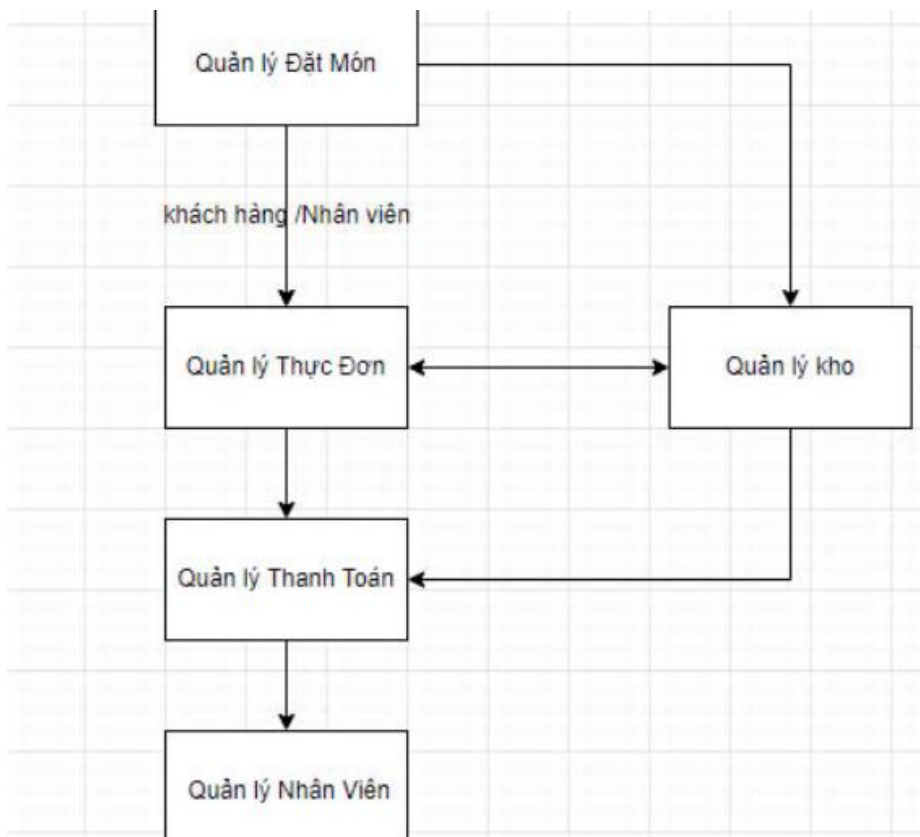 Quản lý Đặt Món
khách hàng /Nhân viên
Quản lý Thực Đơn
Quản lý kho
Quản lý Thanh Toán
Quản lý Nhân Viên